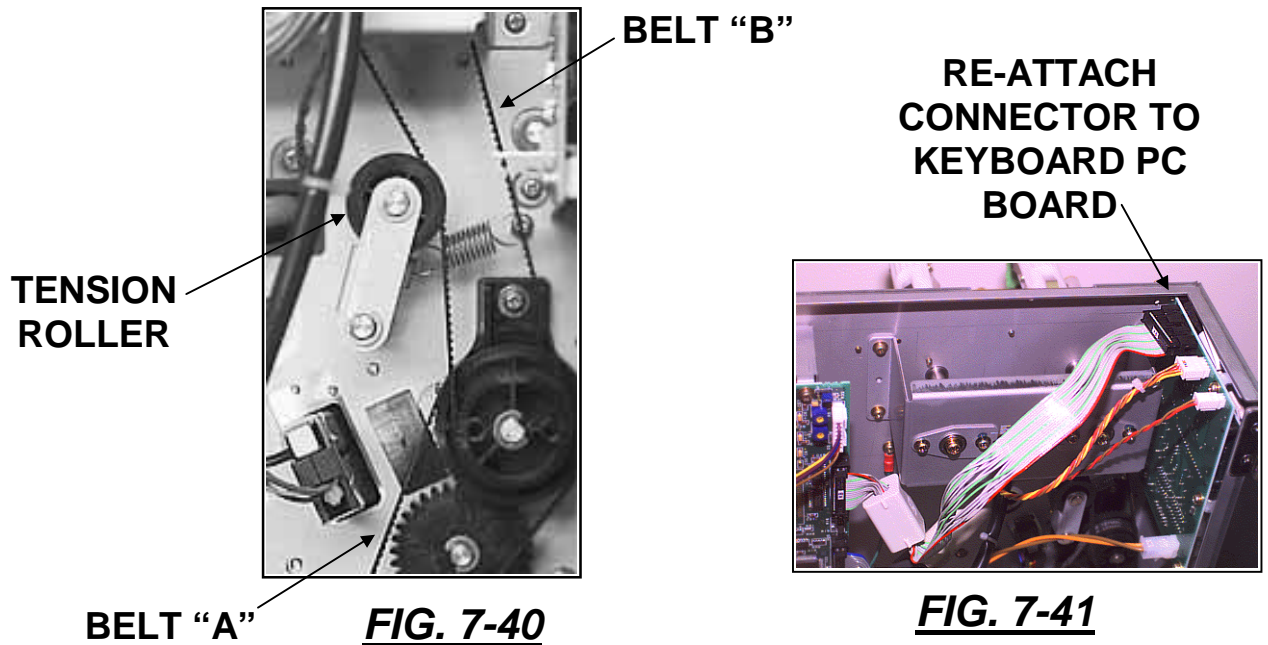 BELT “B”
TENSION
ROLLER
BELT “A”
FIG. 7-40
RE-ATTACH
CONNECTOR TO
KEYBOARD PC
BOARD
FIG. 7-41